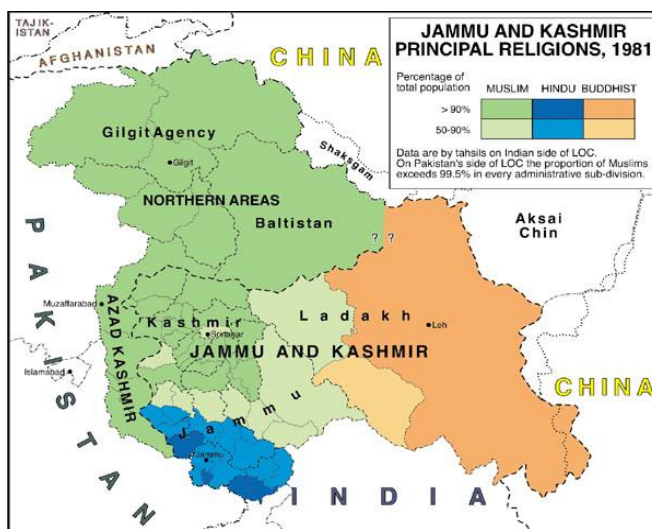 TAJIK-
ISTAN
AFGHANISTAN
CHINA
JAMMU AND KASHMIR
PRINCIPAL RELIGIONS, 1981
Percentage of
total population
MUSLIM HINDU BUDDHIST
> 90%
50-90%
Data are by tahsils on Indian side of LOC.
On Pakistan's side of LOC the proportion of Muslims
exceeds 99.5% in every administrative sub-division.
Gilgit Agency
Gilgit
Shaksgam
NORTHERN AREAS
Baltistan
Aksai
Chin
? ?
PAKISTAN
Muzaffarabad
AZAD KASHMIR
Kashmir
Srinagar
Ladakh
Leh
JAMMU AND KASHMIR
Islamabad
CHINA
Jammu
Jammu
INDIA